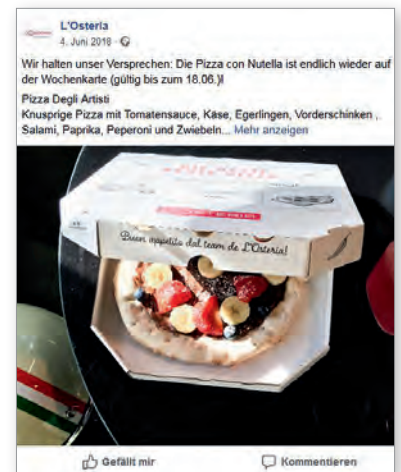 L'Osteria
4. Juni 2018
Wir halten unser Versprechen: Die Pizza con Nutella ist endlich wieder auf
der Wochenkarte (gültig bis zum 18.06.)!
Pizza Degli Artisti
Knusprige Pizza mit Tomatensauce, Käse, Egerlingen, Vorderschinken ,
Salami, Paprika, Peperoni und Zwiebeln... Mehr anzeigen
Buon appetito dal team de L'Osteria!
Gefällt mir
Kommentieren